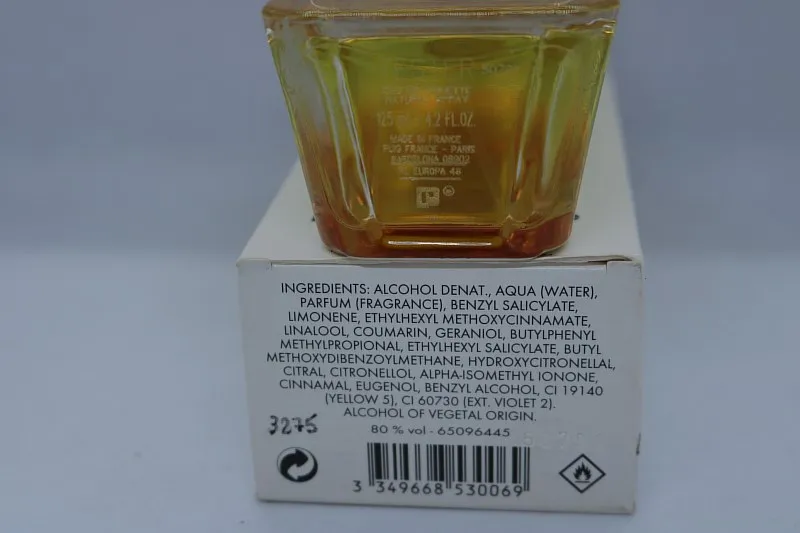 NATURAL SPRAY
125 ml 4.2 FL.OZ.
MADE IN FRANCE
PUIG FRANCE - PARIS
BARCELONA 08902
EUROPA 46
INGREDIENTS: ALCOHOL DENAT., AQUA (WATER),
PARFUM (FRAGRANCE), BENZYL SALICYLATE,
LIMONENE, ETHYLHEXYL METHOXYCINNAMATE,
LINALOOL, COUMARIN, GERANIOL, BUTYLPHENYL
METHYLPROPIONAL, ETHYLHEXYL SALICYLATE, BUTYL
METHOXYDIBENZOYLMETHANE, HYDROXYCITRONELLAL,
CITRAL, CITRONELLOL, ALPHA-ISOMETHYL IONONE,
CINNAMAL, EUGENOL, BENZYL ALCOHOL, CI 19140
(YELLOW 5), CI 60730 (EXT. VIOLET 2).
ALCOHOL OF VEGETAL ORIGIN.
3275
80 % vol - 65096445
3 349668 530069